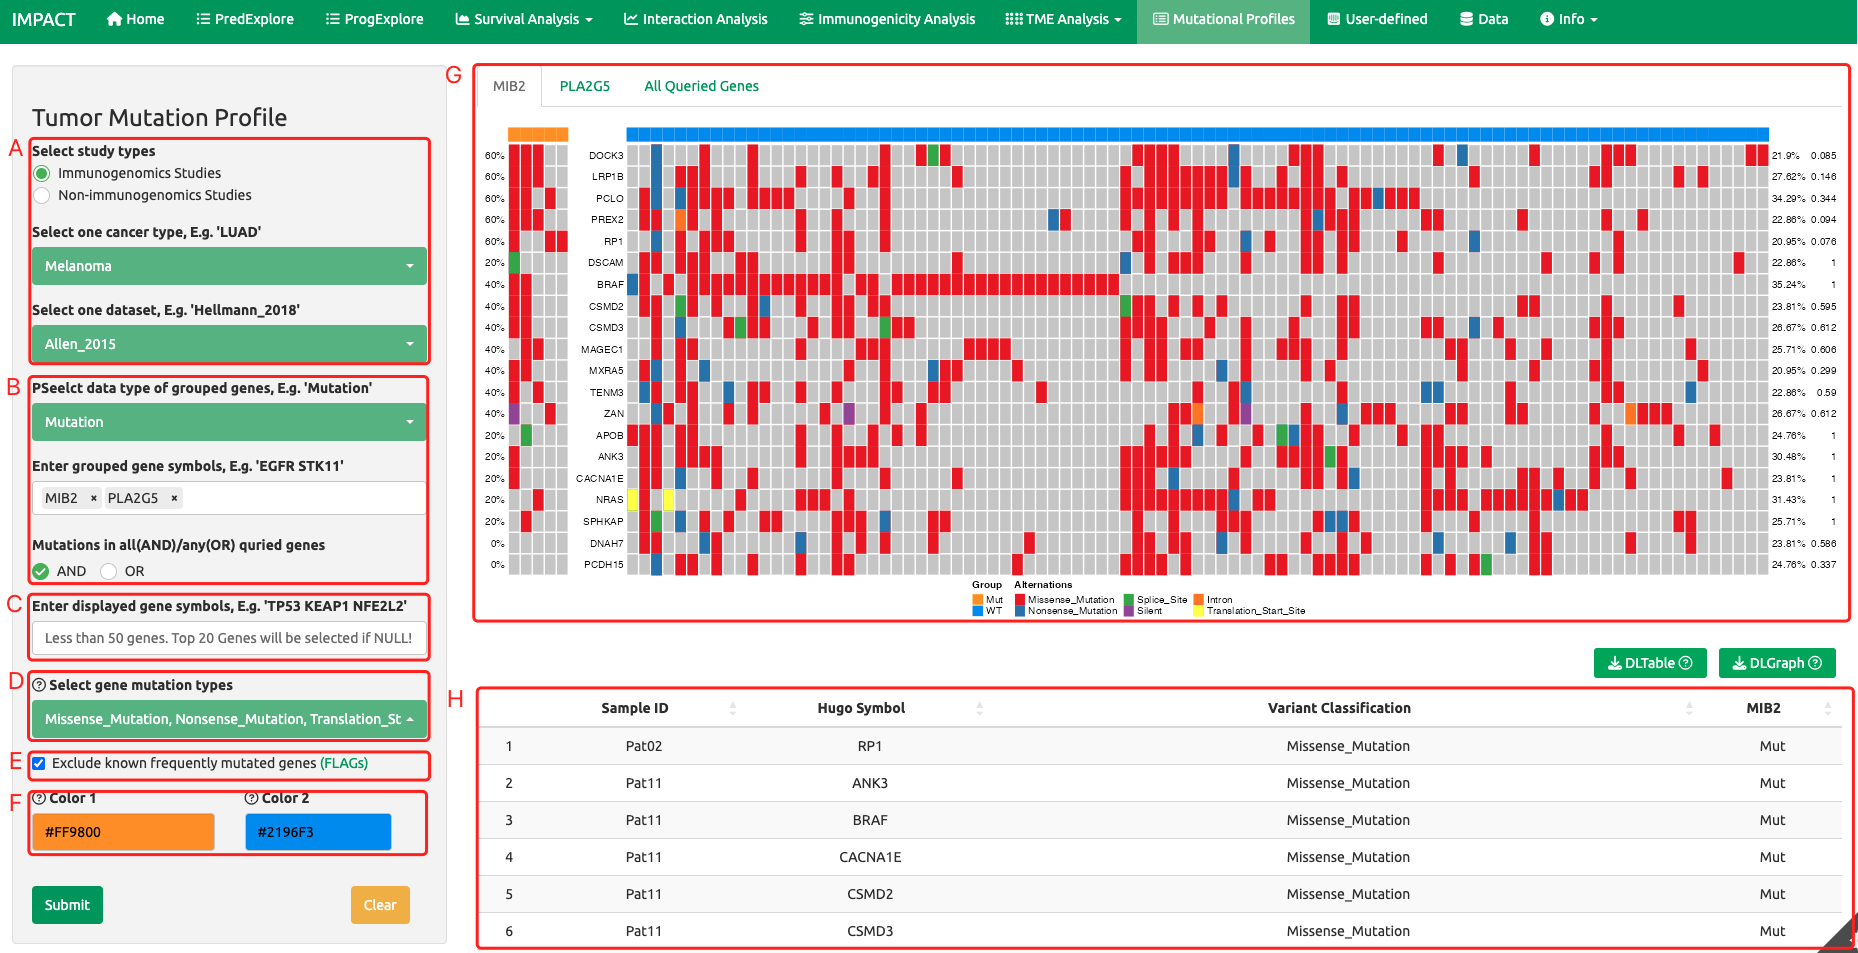 IMPACT Home PredExplore ProgExplore Survival Analysis Interaction Analysis Immunogenicity Analysis TME Analysis Mutational Profiles User-defined Data Info
Tumor Mutation Profile
A
Select study types
Immunogenomics Studies
Non-immunogenomics Studies
Select one cancer type, E.g. 'LUAD'
Melanoma
Select one dataset, E.g. 'Hellmann_2018'
Allen_2015
B
PSeelct data type of grouped genes, E.g. 'Mutation'
Mutation
Enter grouped gene symbols, E.g. 'EGFR STK11'
MIB2 × PLA2G5 ×
Mutations in all(AND)/any(OR) quried genes
AND OR
C
Enter displayed gene symbols, E.g. 'TP53 KEAP1 NFE2L2'
Less than 50 genes. Top 20 Genes will be selected if NULL!
D
Select gene mutation types
Missense_Mutation, Nonsense_Mutation, Translation_St
E
Exclude known frequently mutated genes (FLAGs)
F
Color 1 Color 2
#FF9800 #2196F3
Submit Clear
G
MIB2 PLA2G5 All Queried Genes
60% DOCK3 21.9% 0.085
60% LRP1B 27.62% 0.146
60% PCLO 34.29% 0.344
60% PREX2 22.86% 0.094
60% RP1 20.95% 0.076
20% DSCAM 22.86% 1
40% BRAF 35.24% 1
40% CSMD2 23.81% 0.595
40% CSMD3 26.67% 0.612
40% MAGEC1 25.71% 0.606
40% MXRA5 20.95% 0.299
40% TENM3 22.86% 0.59
40% ZAN 26.67% 0.612
20% APOB 24.76% 1
20% ANK3 30.48% 1
20% CACNA1E 23.81% 1
20% NRAS 31.43% 1
20% SPHKAP 25.71% 1
0% DNAH7 23.81% 0.586
0% PCDH15 24.76% 0.337
Group Alternations
Mut Missense_Mutation Splice_Site Intron
WT Nonsense_Mutation Silent Translation_Start_Site
DLTable DLGraph
H
Sample ID Hugo Symbol Variant Classification MIB2
1 Pat02 RP1 Missense_Mutation Mut
2 Pat11 ANK3 Missense_Mutation Mut
3 Pat11 BRAF Missense_Mutation Mut
4 Pat11 CACNA1E Missense_Mutation Mut
5 Pat11 CSMD2 Missense_Mutation Mut
6 Pat11 CSMD3 Missense_Mutation Mut